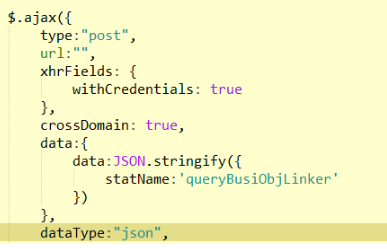 $.ajax({
type:"post",
url:"",
xhrFields: {
withCredentials: true
},
crossDomain: true,
data:{
data:JSON.stringify({
statName:'queryBusiObjLinker'
})
},
dataType:"json",